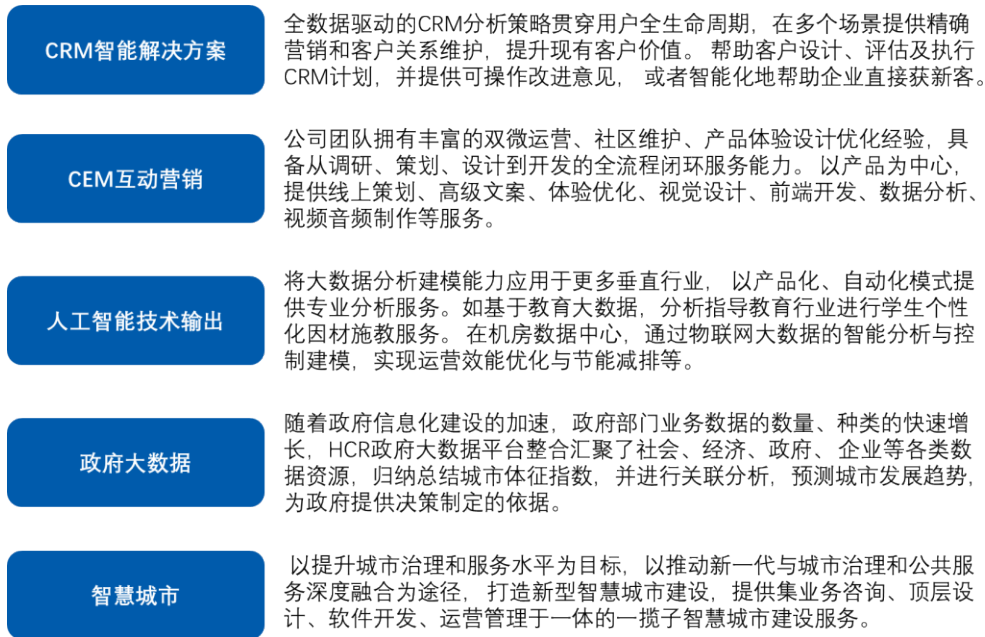 CRM智能解决方案
全数据驱动的CRM分析策略贯穿用户全生命周期，在多个场景提供精确
营销和客户关系维护，提升现有客户价值。帮助客户设计、评估及执行
CRM计划，并提供可操作改进意见， 或者智能化地帮助企业直接获新客。
CEM互动营销
公司团队拥有丰富的双微运营、社区维护、产品体验设计优化经验，具
备从调研、策划、设计到开发的全流程闭环服务能力。以产品为中心，
提供线上策划、高级文案、体验优化、视觉设计、前端开发、数据分析、
视频音频制作等服务。
人工智能技术输出
将大数据分析建模能力应用于更多垂直行业， 以产品化、自动化模式提
供专业分析服务。如基于教育大数据，分析指导教育行业进行学生个性
化因材施教服务。 在机房数据中心，通过物联网大数据的智能分析与控
制建模，实现运营效能优化与节能减排等。
政府大数据
随着政府信息化建设的加速，政府部门业务数据的数量、种类的快速增
长，HCR政府大数据平台整合汇聚了社会、经济、政府、企业等各类数
据资源，归纳总结城市体征指数，并进行关联分析，预测城市发展趋势，
为政府提供决策制定的依据。
智慧城市
以提升城市治理和服务水平为目标，以推动新一代与城市治理和公共服
务深度融合为途径， 打造新型智慧城市建设，提供集业务咨询、顶层设
计、软件开发、运营管理于一体的一揽子智慧城市建设服务。